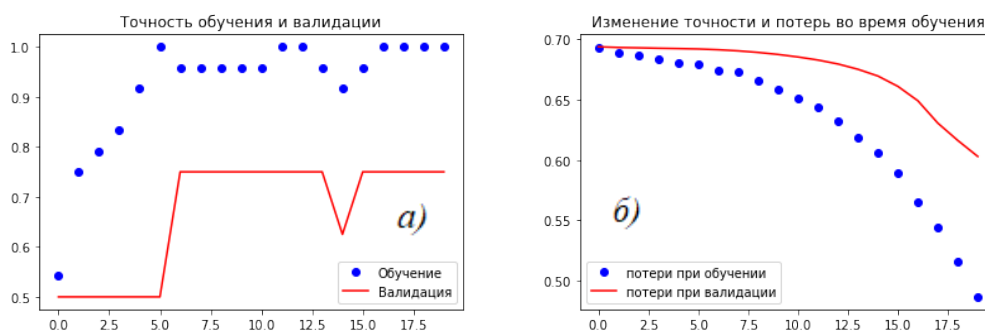 Точность обучения и валидации
1.0
0.9
0.8
0.7
0.6
0.5
а)
Обучение
Валидация
0.0 2.5 5.0 7.5 10.0 12.5 15.0 17.5
Изменение точности и потерь во время обучения
0.70
0.65
0.60
0.55
0.50
б)
потери при обучении
потери при валидации
0.0 2.5 5.0 7.5 10.0 12.5 15.0 17.5